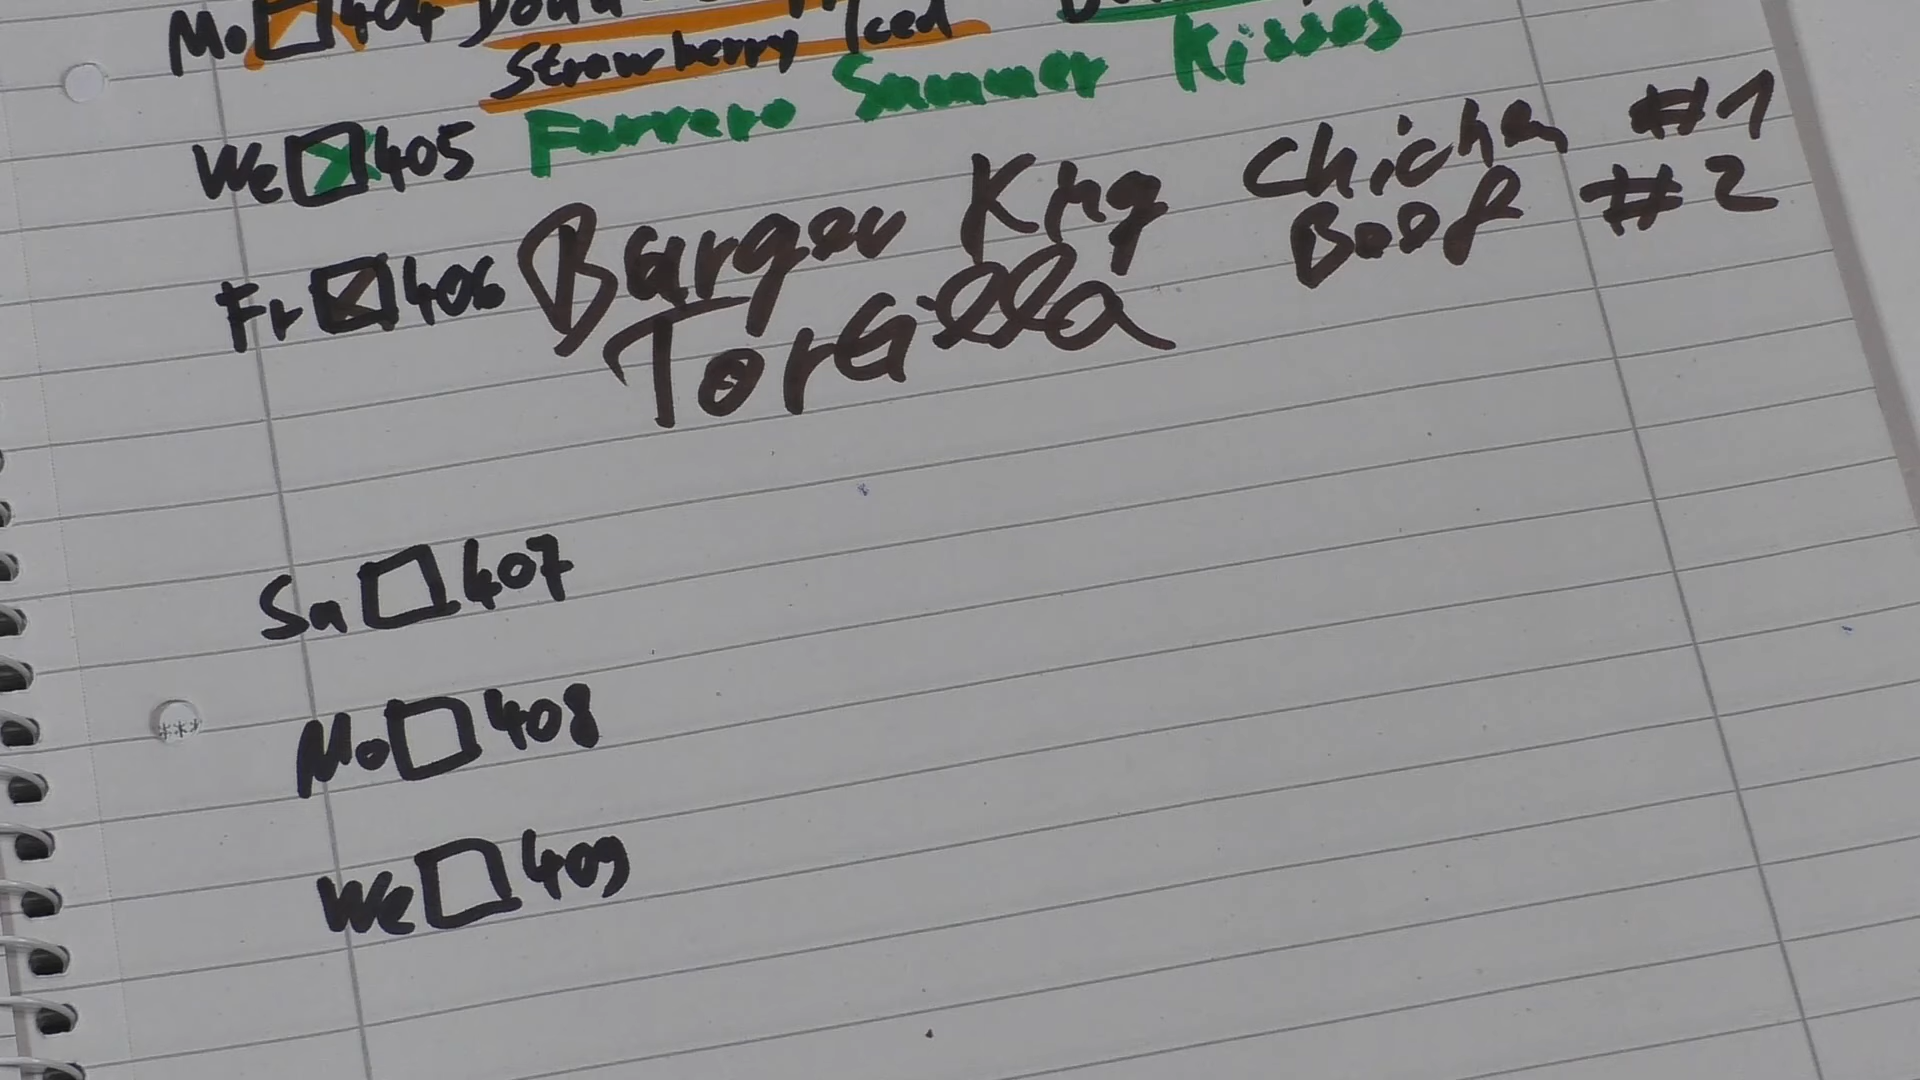 Mo 404
Strawberry Iced
We 405 Ferrero Summer Kisses
Fr 406 Burger King Chicken #1
TorGilla Beef #2
Sa 407
Mo 408
We 409